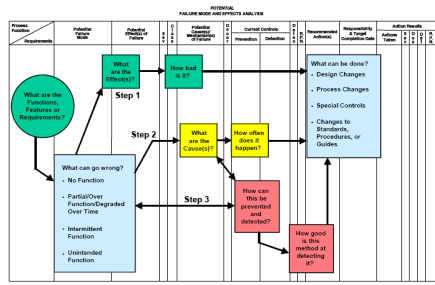 POTENTIAL
FAILURE MODE AND EFFECTS ANALYSIS
Process
Function
Requirements
Potential
Failure
Mode
Potential
Effect(s) of
Failure
S
e
v
C
l
a
s
s
Potential
Cause(s)/
Mechanism(s)
of Failure
O
c
c
u
r
Current Controls
Prevention
Detection
D
e
t
e
c
R.
P.
N.
Recommended
Action(s)
Responsibility
& Target
Completion Date
Action Results
Actions
Taken
S
e
v
O
c
c
D
e
t
R.
P.
N.
What
are the
Effect(s)?
How bad
is it?
What can be done?
• Design Changes
• Process Changes
• Special Controls
• Changes to
Standards,
Procedures, or
Guides
What are the
Functions,
Features or
Requirements?
Step 1
Step 2
What
are the
Cause(s)?
How often
does it
happen?
What can go wrong?
• No Function
• Partial/Over
Function/Degraded
Over Time
• Intermittent
Function
• Unintended
Function
Step 3
How can
this be
prevented
and
detected?
How good
is this
method at
detecting
it?